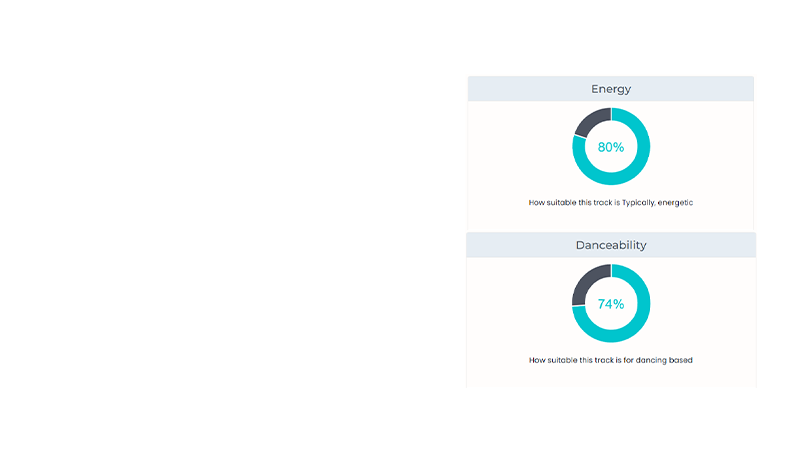 Energy
80%
How suitable this track is Typically, energetic
Danceability
74%
How suitable this track is for dancing based